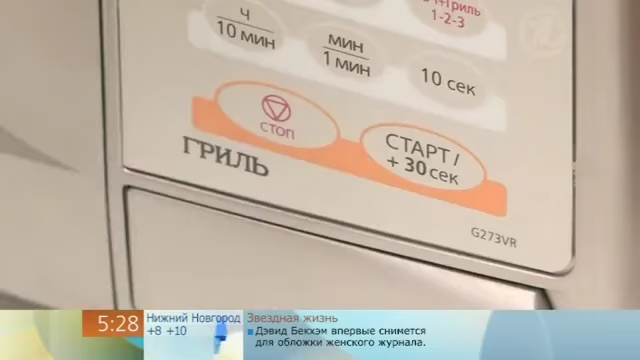 Ч+Гриль
1-2-3
Ч
10 мин
мин
1 мин
10 сек
СТОП
СТАРТ /
+ 30 сек
ГРИЛЬ
G273VR
5:28
Нижний Новгород
+8 +10
Звездная жизнь
Дэвид Бекхэм впервые снимется
для обложки женского журнала.